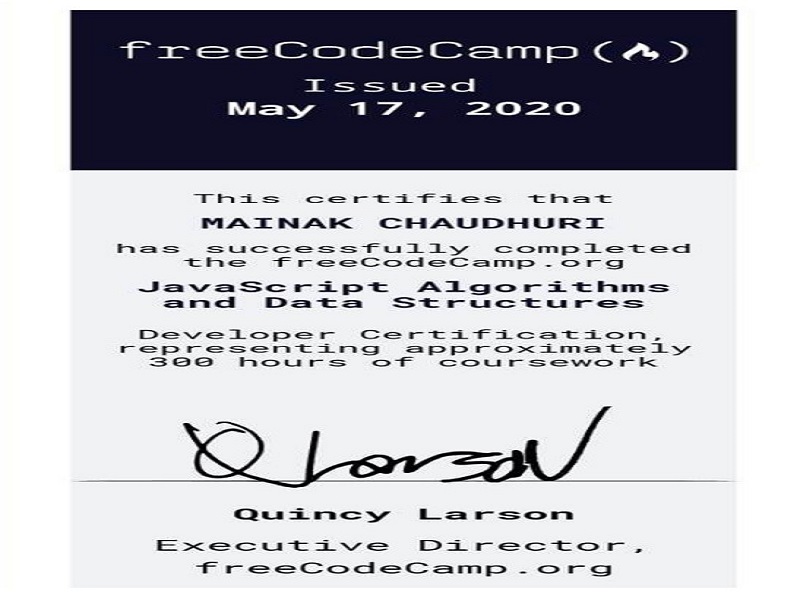 freeCodeCamp(🔥)
Issued
May 17, 2020
This certifies that
MAINAK CHAUDHURI
has successfully completed
the freeCodeCamp.org
JavaScript Algorithms
and Data Structures
Developer Certification,
representing approximately
300 hours of coursework
Q Larson
Quincy Larson
Executive Director,
freeCodeCamp.org